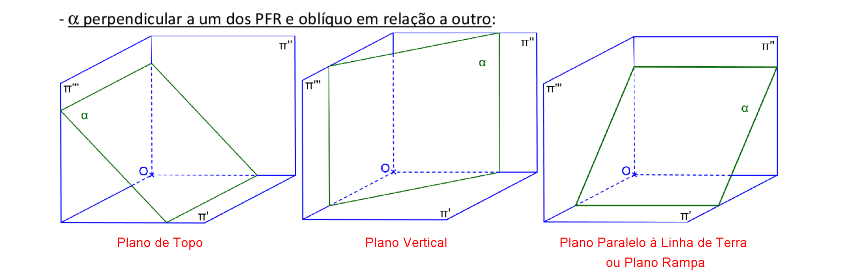 - α perpendicular a um dos PFR e oblíquo em relação a outro:
π'' π''' α O π'
Plano de Topo
π'' π''' α O π'
Plano Vertical
π'' π''' α O π'
Plano Paralelo à Linha de Terra
ou Plano Rampa